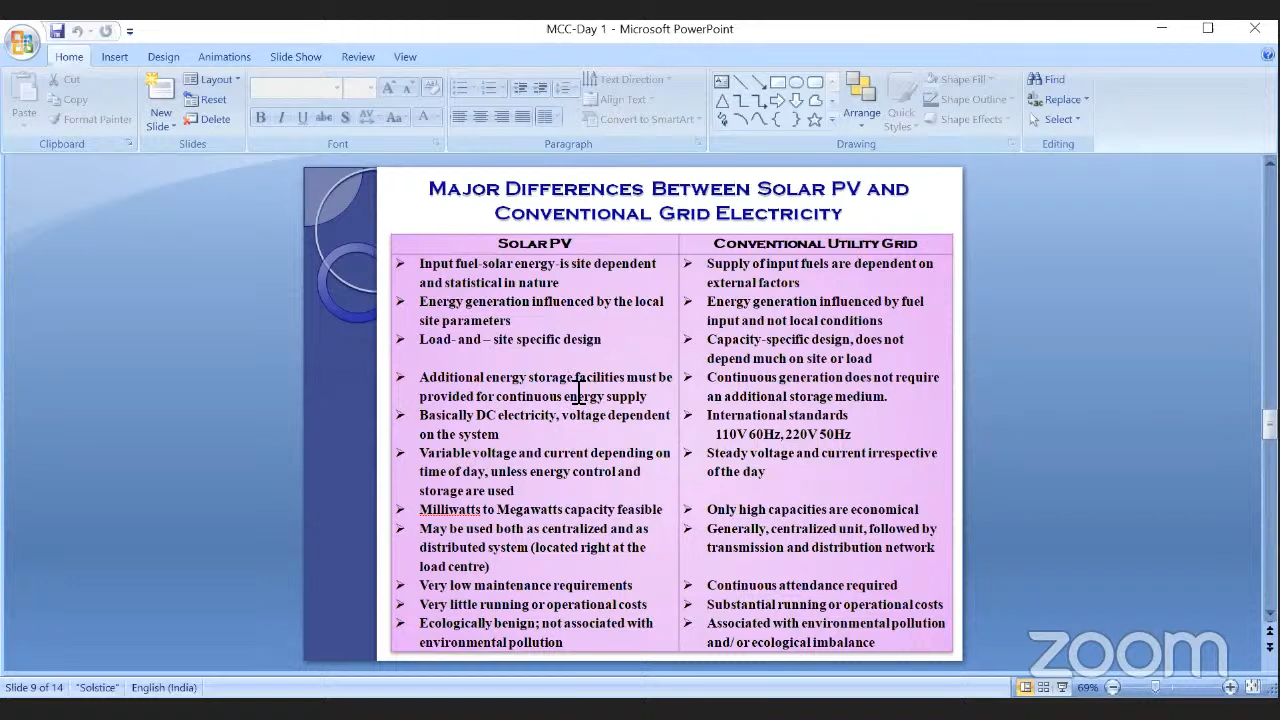 MCC-Day 1 - Microsoft PowerPoint
Home Insert Design Animations Slide Show Review View
Paste
Cut
Copy
Format Painter
Clipboard
New Slide
Layout
Reset
Delete
Slides
B I U abe S AV Aa A
Font
Text Direction
Align Text
Convert to SmartArt
Paragraph
Arrange
Quick Styles
Shape Fill
Shape Outline
Shape Effects
Drawing
Find
Replace
Select
Editing
MAJOR DIFFERENCES BETWEEN SOLAR PV AND
CONVENTIONAL GRID ELECTRICITY
SOLAR PV
Input fuel-solar energy-is site dependent
and statistical in nature
Energy generation influenced by the local
site parameters
Load- and – site specific design
Additional energy storage facilities must be
provided for continuous energy supply
Basically DC electricity, voltage dependent
on the system
Variable voltage and current depending on
time of day, unless energy control and
storage are used
Milliwatts to Megawatts capacity feasible
May be used both as centralized and as
distributed system (located right at the
load centre)
Very low maintenance requirements
Very little running or operational costs
Ecologically benign; not associated with
environmental pollution
CONVENTIONAL UTILITY GRID
Supply of input fuels are dependent on
external factors
Energy generation influenced by fuel
input and not local conditions
Capacity-specific design, does not
depend much on site or load
Continuous generation does not require
an additional storage medium.
International standards
110V 60Hz, 220V 50Hz
Steady voltage and current irrespective
of the day
Only high capacities are economical
Generally, centralized unit, followed by
transmission and distribution network
Continuous attendance required
Substantial running or operational costs
Associated with environmental pollution
and/ or ecological imbalance
zoom
Slide 9 of 14 "Solstice" English (India) 69%